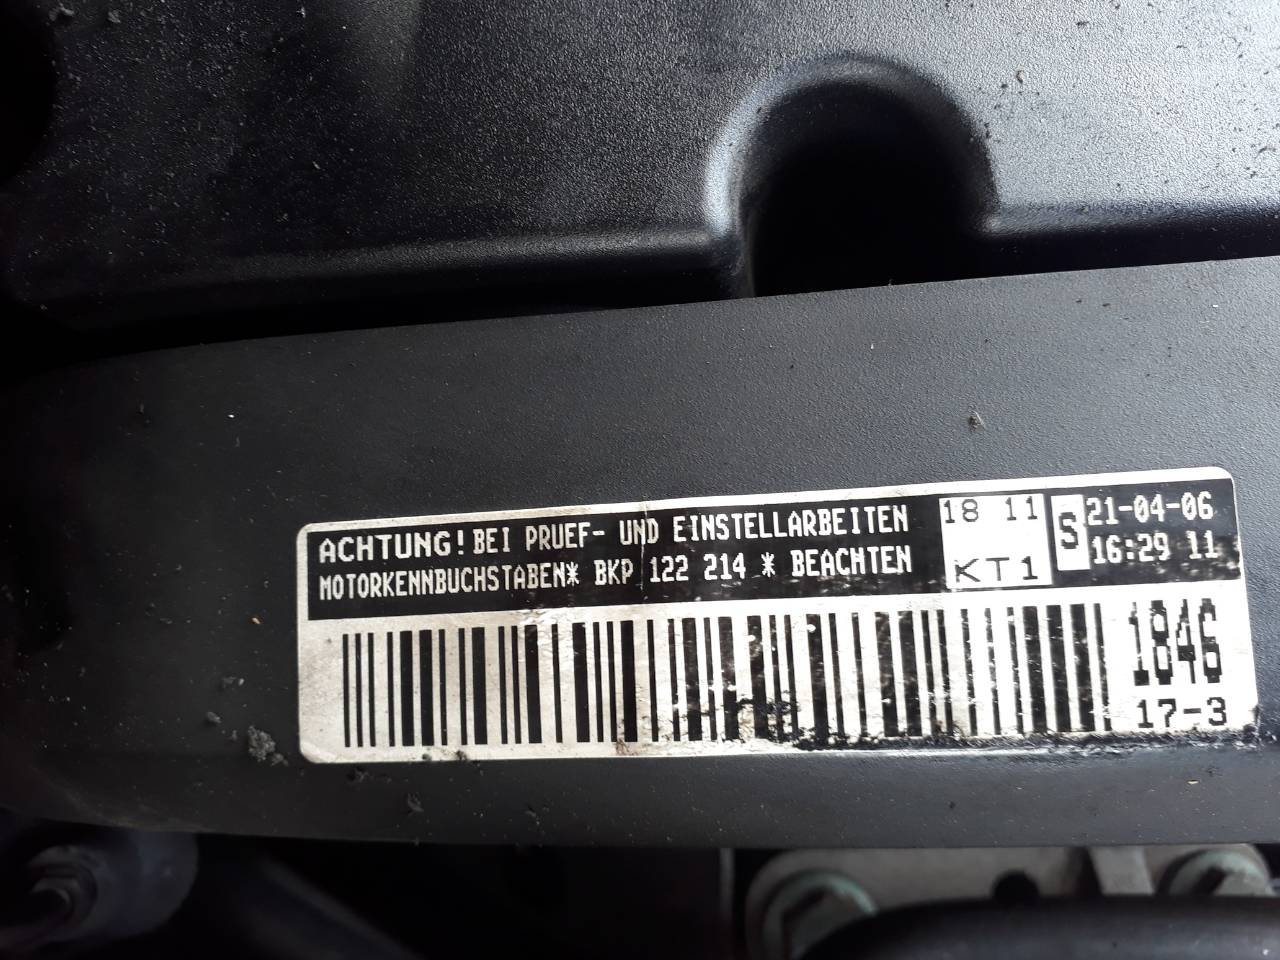 ACHTUNG! BEI PRUEF- UND EINSTELLARBEITEN
MOTORKENNBUCHSTABEN* BKP 122 214 * BEACHTEN
18 11
KT1
S
21-04-06
16:29 11
1846
17-3